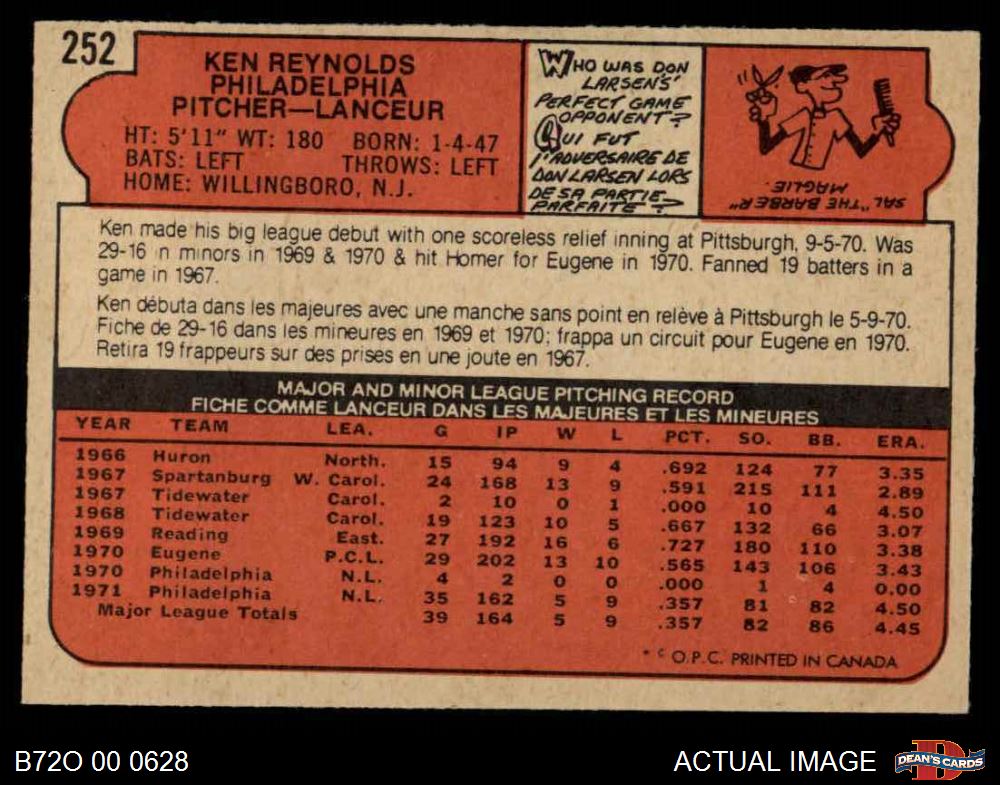 252
KEN REYNOLDS
PHILADELPHIA
PITCHER—LANCEUR
HT: 5'11" WT: 180 BORN: 1-4-47
BATS: LEFT THROWS: LEFT
HOME: WILLINGBORO, N.J.
WHO WAS DON
LARSEN'S'
PERFECT GAME
OPPONENT?
QUI FUT
l'ADVERSAIRE DE
DON LARSEN LORS
DE SA PARTIE
PARFAITE?
SAL "THE BARBER"
MAGLIE.
Ken made his big league debut with one scoreless relief inning at Pittsburgh, 9-5-70. Was
29-16 n minors in 1969 & 1970 & hit Homer for Eugene in 1970. Fanned 19 batters in a
game in 1967.
Ken débuta dans les majeures avec une manche sans point en relève à Pittsburgh le 5-9-70.
Fiche de 29-16 dans les mineures en 1969 et 1970; frappa un circuit pour Eugene en 1970.
Retira 19 frappeurs sur des prises en une joute en 1967.
MAJOR AND MINOR LEAGUE PITCHING RECORD
FICHE COMME LANCEUR DANS LES MAJEURES ET LES MINEURES
YEAR TEAM LEA. G IP W L PCT. SO. BB. ERA.
1966 Huron North. 15 94 9 4 .692 124 77 3.35
1967 Spartanburg W. Carol. 24 168 13 9 .591 215 111 2.89
1967 Tidewater Carol. 2 10 0 1 .000 10 4 4.50
1968 Tidewater Carol. 19 123 10 5 .667 132 66 3.07
1969 Reading East. 27 192 16 6 .727 180 110 3.38
1970 Eugene P.C.L. 29 202 13 10 .565 143 106 3.43
1970 Philadelphia N.L. 4 2 0 0 .000 1 4 0.00
1971 Philadelphia N.L. 35 162 5 9 .357 81 82 4.50
Major League Totals 39 164 5 9 .357 82 86 4.45
* © O.P.C. PRINTED IN CANADA
B72O 00 0628
ACTUAL IMAGE
DEAN'S CARDS